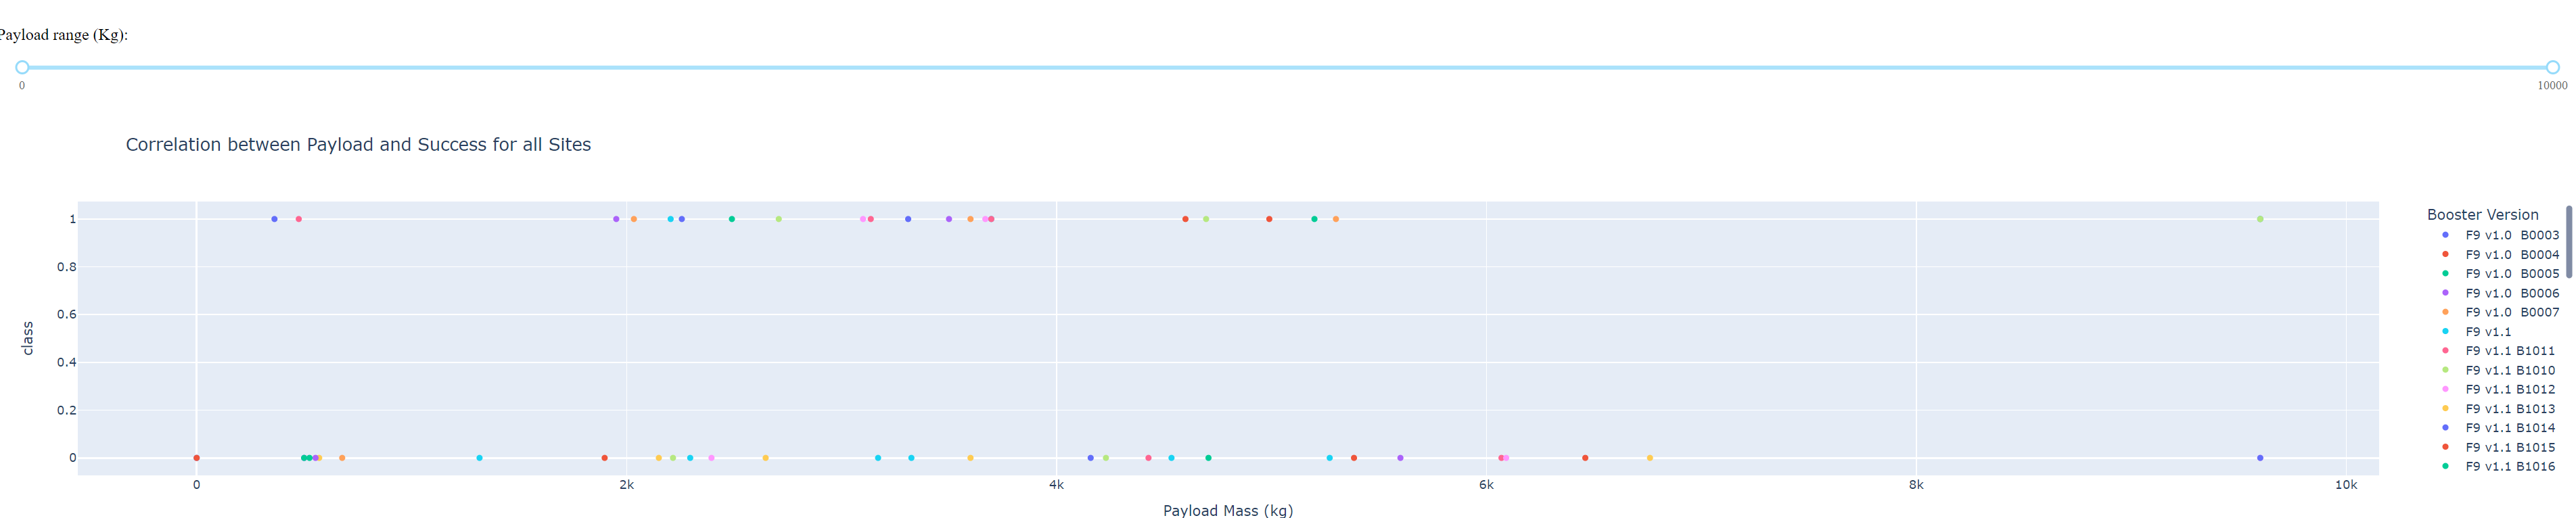 Payload range (Kg):
0
10000
Correlation between Payload and Success for all Sites
1
0.8
0.6
0.4
0.2
0
class
0
2k
4k
6k
8k
10k
Payload Mass (kg)
Booster Version
F9 v1.0  B0003
F9 v1.0  B0004
F9 v1.0  B0005
F9 v1.0  B0006
F9 v1.0  B0007
F9 v1.1
F9 v1.1 B1011
F9 v1.1 B1010
F9 v1.1 B1012
F9 v1.1 B1013
F9 v1.1 B1014
F9 v1.1 B1015
F9 v1.1 B1016